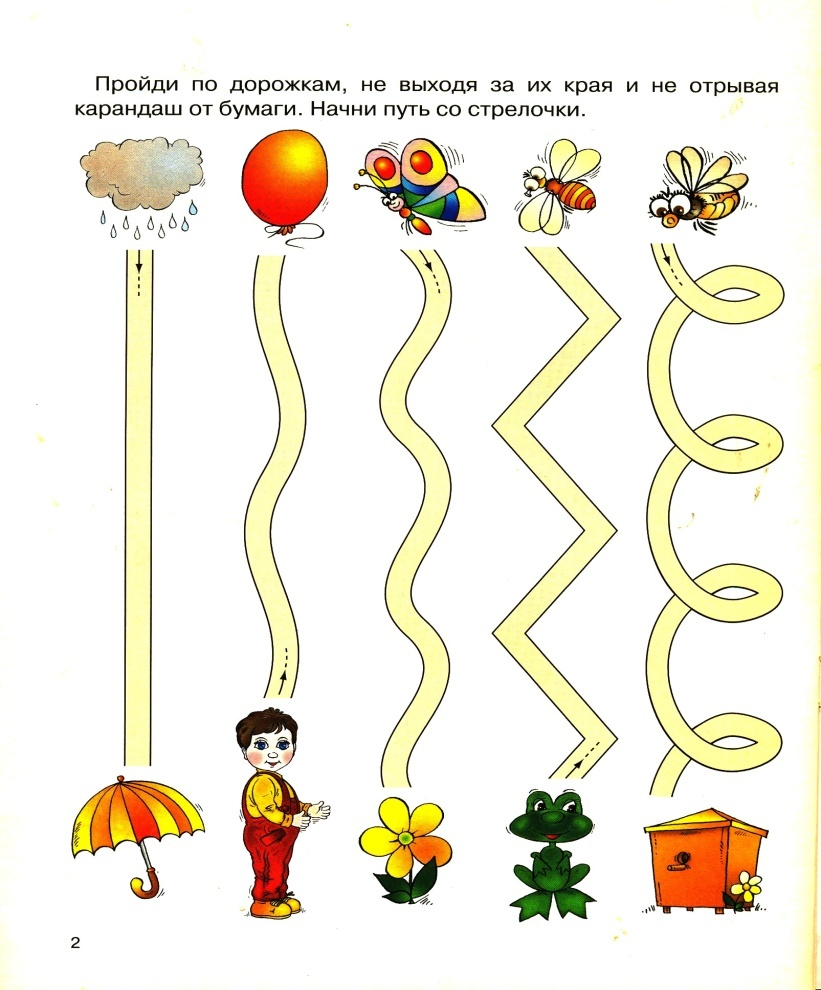 Пройди по дорожкам, не выходя за их края и не отрывая
карандаш от бумаги. Начни путь со стрелочки.
2